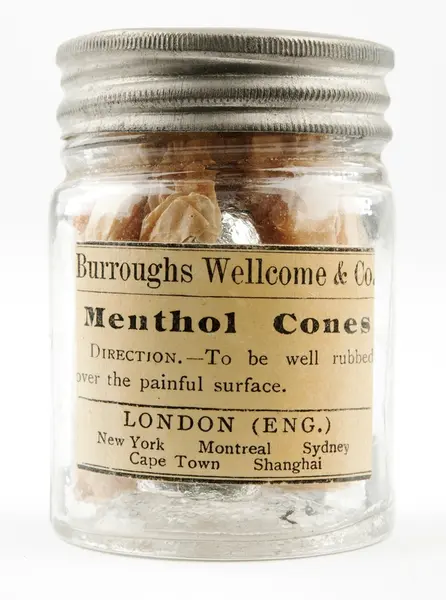 Burroughs Wellcome & Co.
Menthol Cones
DIRECTION.—To be well rubbed
over the painful surface.
LONDON (ENG.)
New York Montreal Sydney
Cape Town Shanghai